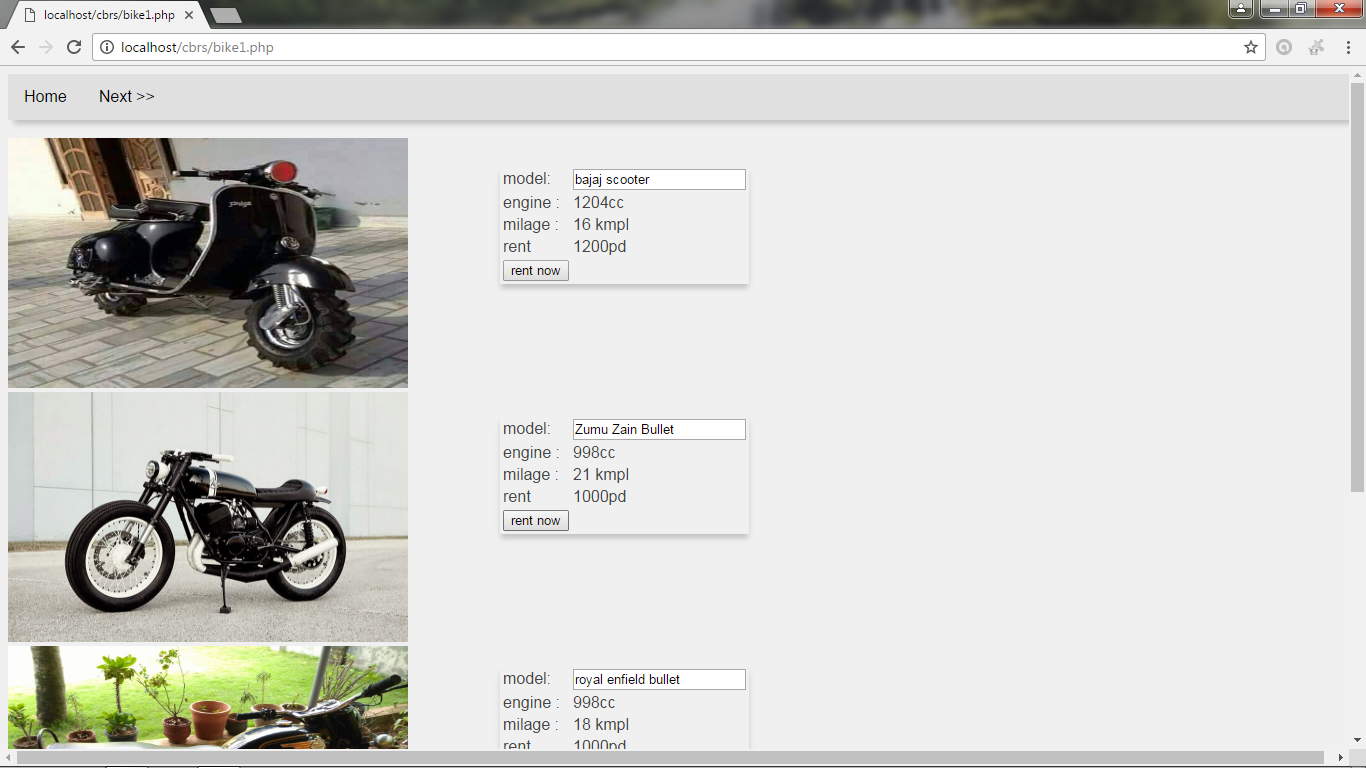 localhost/cbrs/bike1.php
localhost/cbrs/bike1.php
Home Next >>
model: bajaj scooter
engine : 1204cc
milage : 16 kmpl
rent 1200pd
rent now
model: Zumu Zain Bullet
engine : 998cc
milage : 21 kmpl
rent 1000pd
rent now
model: royal enfield bullet
engine : 998cc
milage : 18 kmpl
rent 1000pd